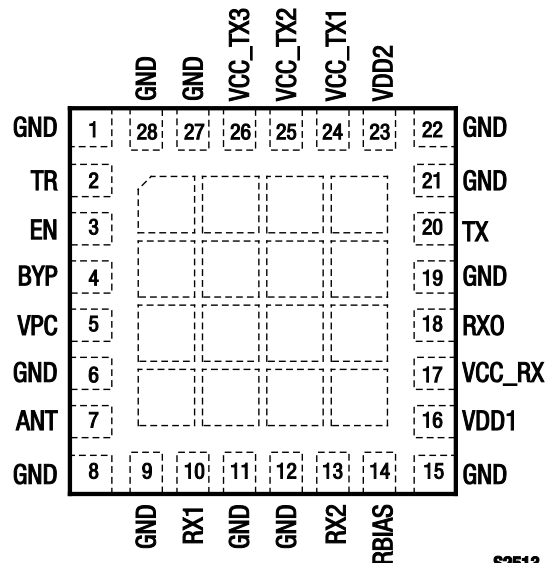 GND
GND
VCC_TX3
VCC_TX2
VCC_TX1
VDD2
28
27
26
25
24
23
GND 1
22 GND
TR 2
21 GND
EN 3
20 TX
BYP 4
19 GND
VPC 5
18 RXO
GND 6
17 VCC_RX
ANT 7
16 VDD1
GND 8
9
10
11
12
13
14
15 GND
GND
RX1
GND
GND
RX2
RBIAS